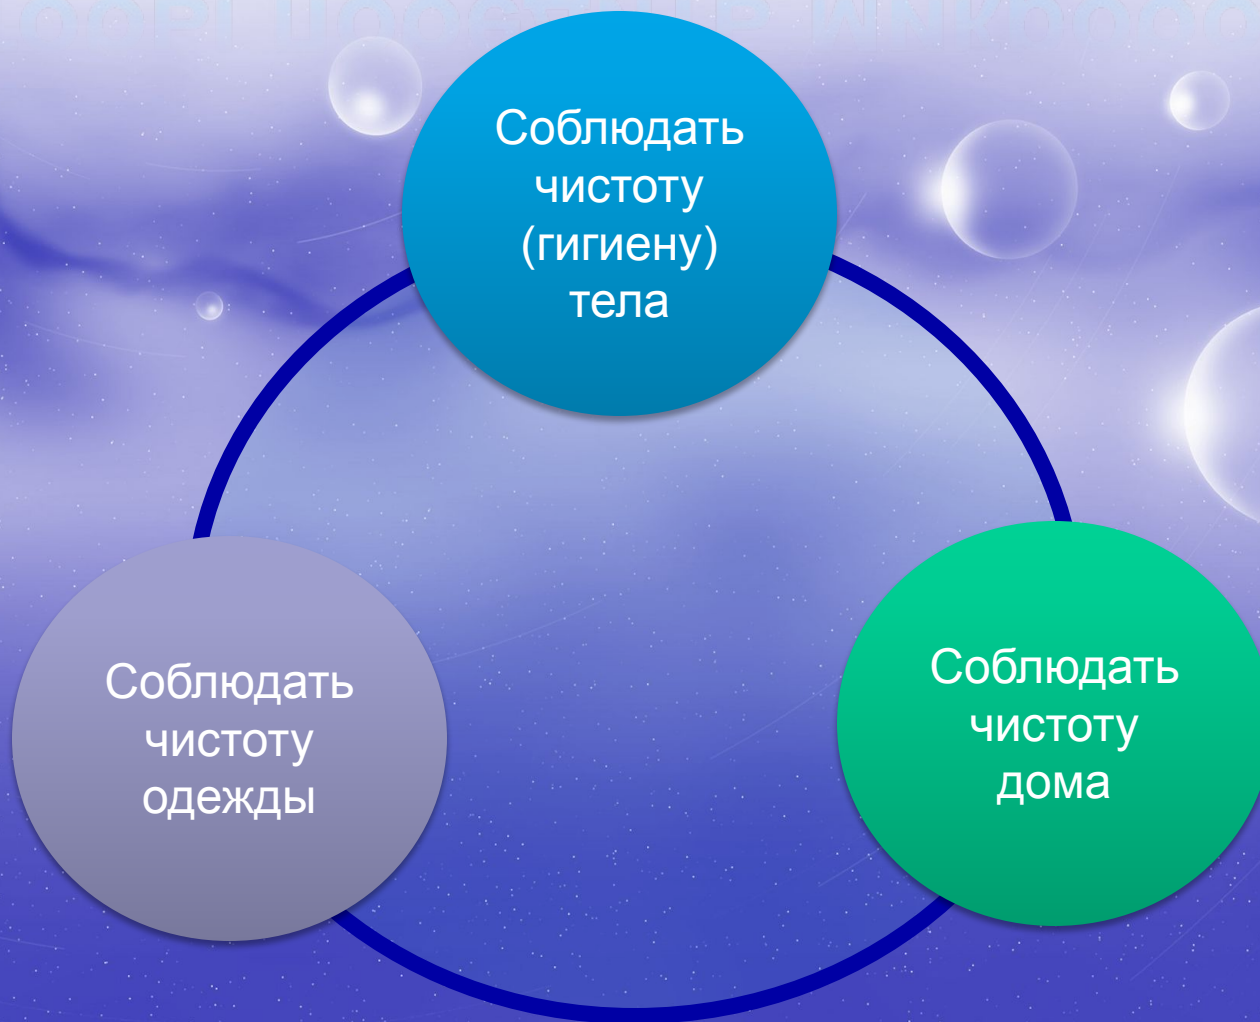 Соблюдать
чистоту
(гигиену)
тела
Соблюдать
чистоту
одежды
Соблюдать
чистоту
дома